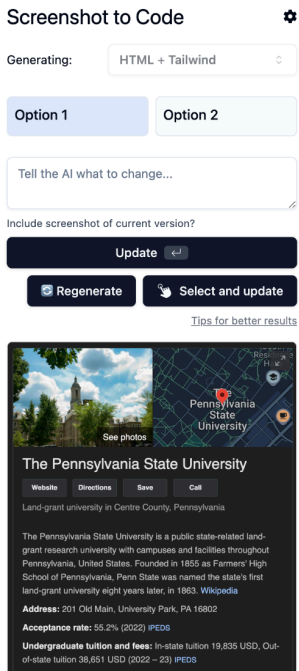 Screenshot to Code
Generating:
HTML + Tailwind
Option 1
Option 2
Tell the AI what to change...
Include screenshot of current version?
Update
Regenerate
Select and update
Tips for better results
See photos
The
Pennsylvania
State
University
The Pennsylvania State University
Website
Directions
Save
Call
Land-grant university in Centre County, Pennsylvania
The Pennsylvania State University is a public state-related land-
grant research university with campuses and facilities throughout
Pennsylvania, United States. Founded in 1855 as Farmers' High
School of Pennsylvania, Penn State was named the state's first
land-grant university eight years later, in 1863. Wikipedia
Address: 201 Old Main, University Park, PA 16802
Acceptance rate: 55.2% (2022) IPEDS
Undergraduate tuition and fees: In-state tuition 19,835 USD, Out-
of-state tuition 38,651 USD (2022 – 23) IPEDS